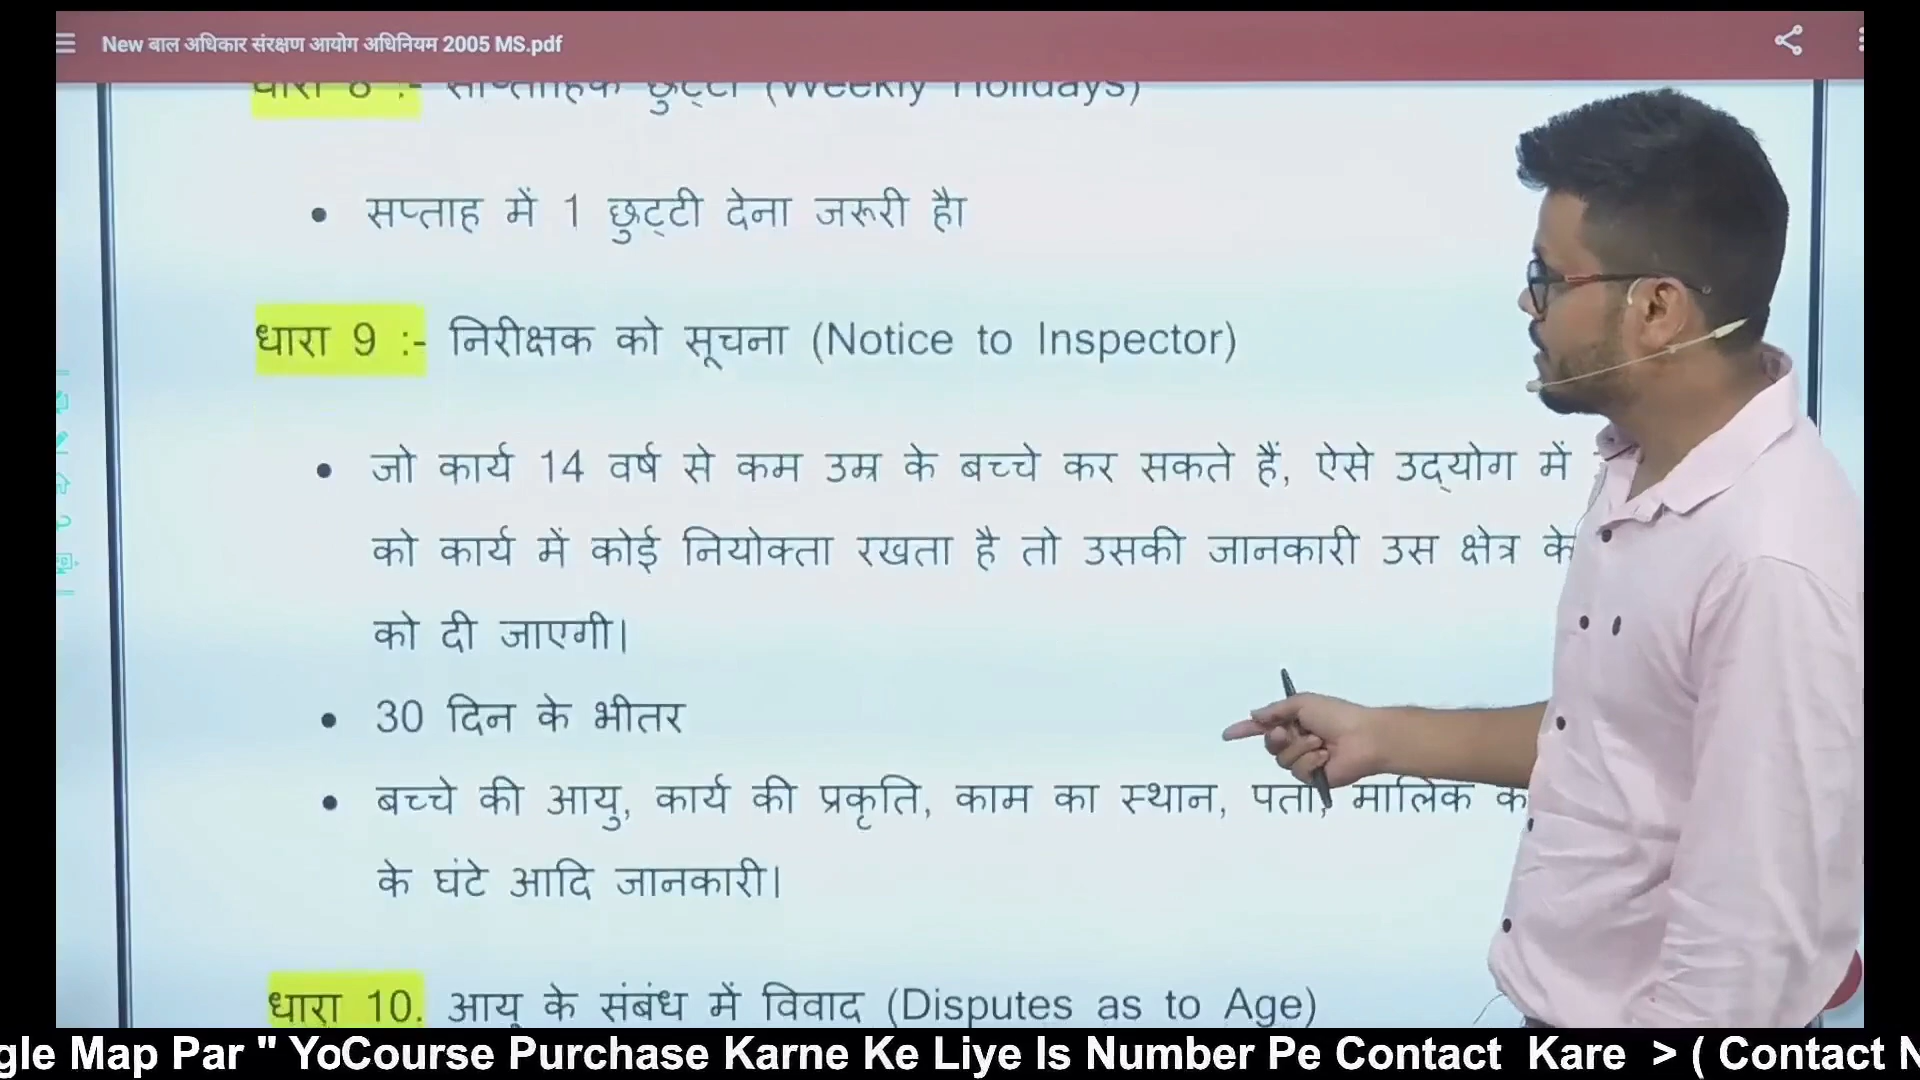 New बाल अधिकार संरक्षण आयोग अधिनियम 2005 MS.pdf
धारा 8 :- साप्ताहिक छुट्टी (Weekly Holidays)
• सप्ताह में 1 छुट्टी देना जरूरी है।
धारा 9 :- निरीक्षक को सूचना (Notice to Inspector)
• जो कार्य 14 वर्ष से कम उम्र के बच्चे कर सकते हैं, ऐसे उद्योग में
को कार्य में कोई नियोक्ता रखता है तो उसकी जानकारी उस क्षेत्र के
को दी जाएगी।
• 30 दिन के भीतर
• बच्चे की आयु, कार्य की प्रकृति, काम का स्थान, पता, मालिक
के घंटे आदि जानकारी।
धारा 10. आयु के संबंध में विवाद (Disputes as to Age)
gle Map Par " YoCourse Purchase Karne Ke Liye Is Number Pe Contact Kare > ( Contact N